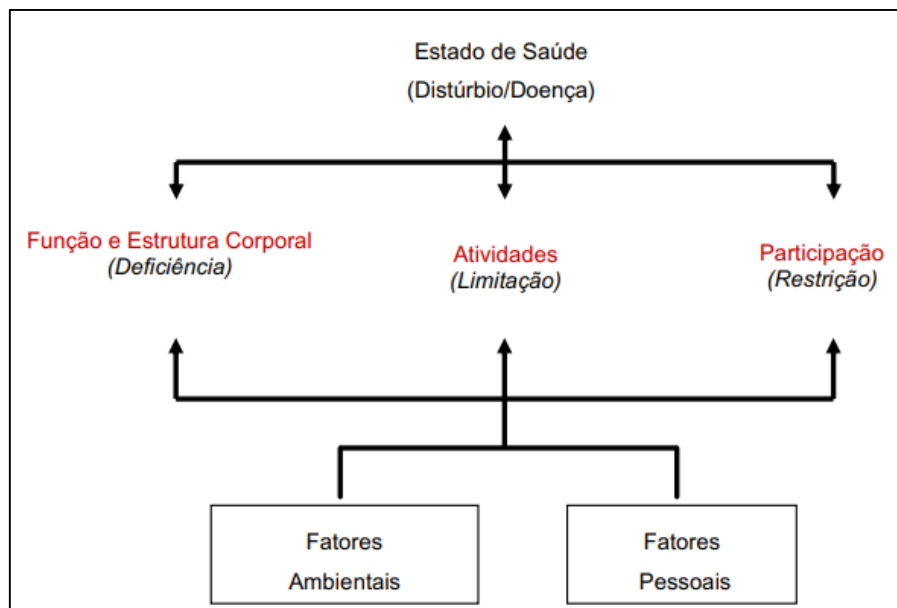 Estado de Saúde
(Distúrbio/Doença)
Função e Estrutura Corporal
(Deficiência)
Atividades
(Limitação)
Participação
(Restrição)
Fatores
Ambientais
Fatores
Pessoais